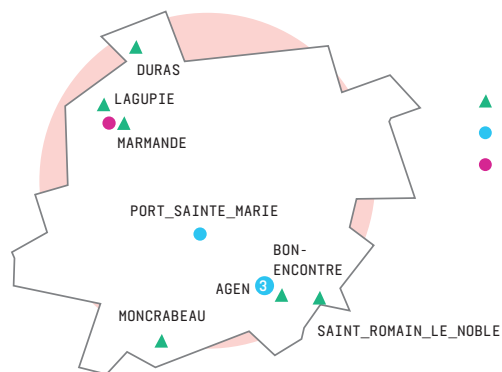 DURAS
LAGUPIE
MARMANDE
PORT_SAINTE_MARIE
BON-
ENCONTRE
AGEN 3
MONCRABEAU
SAINT_ROMAIN_LE_NOBLE